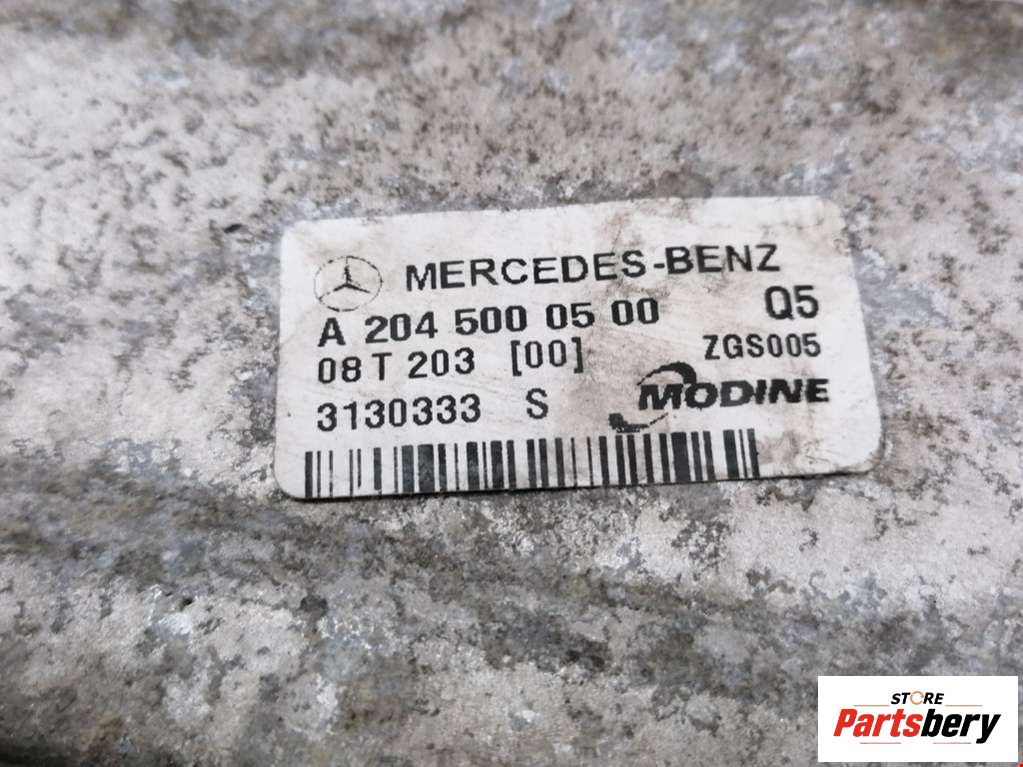 MERCEDES-BENZ
A 204 500 05 00 Q5
08 T 203 [00] ZGS005
3130333 S MODINE
STORE
Partsbery